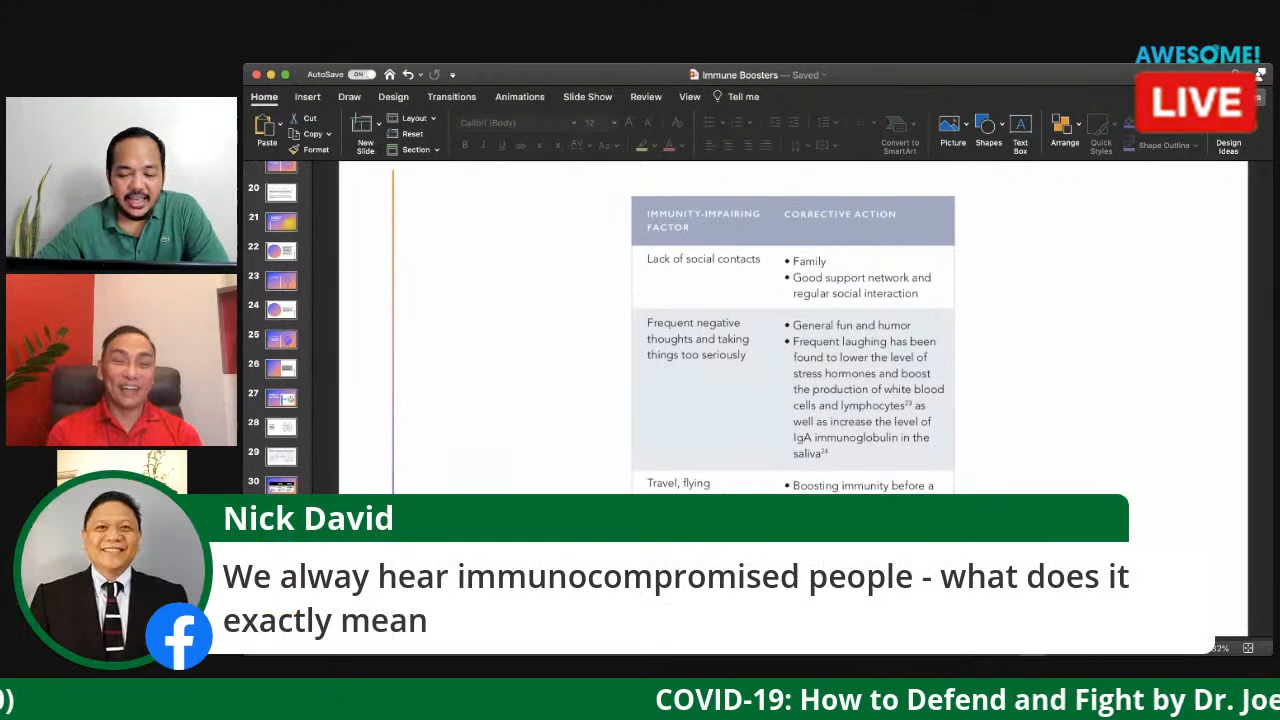 AWESOME!
LIVE
AutoSave ON
Immune Boosters — Saved
Home Insert Draw Design Transitions Animations Slide Show Review View Tell me
Paste
Cut
Copy
Format
New
Slide
Layout
Reset
Section
Calibri (Body) 12
Convert to
SmartArt
Picture
Shapes
Text
Box
Arrange
Quick
Styles
Shape Outline
Design
Ideas
20
21
22
23
24
25
26
27
28
29
30
IMMUNITY-IMPAIRING
FACTOR
CORRECTIVE ACTION
Lack of social contacts
• Family
• Good support network and
regular social interaction
Frequent negative
thoughts and taking
things too seriously
• General fun and humor
• Frequent laughing has been
found to lower the level of
stress hormones and boost
the production of white blood
cells and lymphocytes23 as
well as increase the level of
IgA immunoglobulin in the
saliva24
Travel, flying
• Boosting immunity before a
Nick David
We alway hear immunocompromised people - what does it
exactly mean
COVID-19: How to Defend and Fight by Dr. Joe